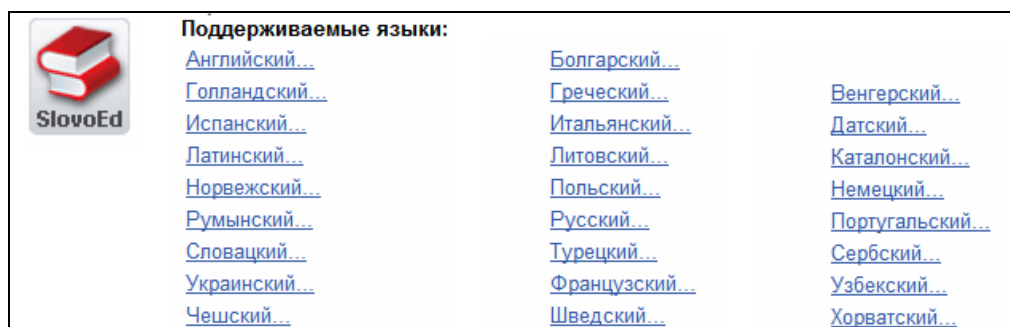 SlovoEd
Поддерживаемые языки:
Английский...
Голландский...
Испанский...
Латинский...
Норвежский...
Румынский...
Словацкий...
Украинский...
Чешский...
Болгарский...
Греческий...
Итальянский...
Литовский...
Польский...
Русский...
Турецкий...
Французский...
Шведский...
Венгерский...
Датский...
Каталонский...
Немецкий...
Португальский...
Сербский...
Узбекский...
Хорватский...